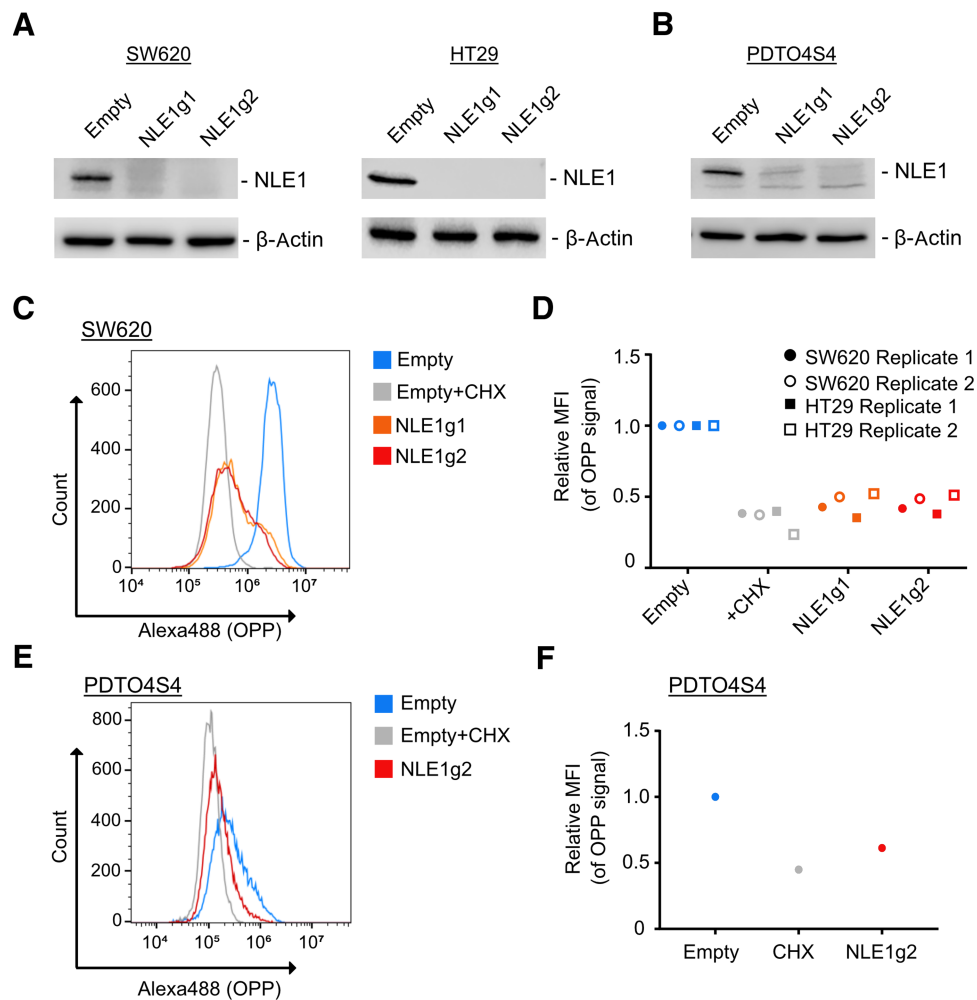 A
SW620
Empty
NLE1g1
NLE1g2
- NLE1
- β-Actin
HT29
Empty
NLE1g1
NLE1g2
- NLE1
- β-Actin
B
PDTO4S4
Empty
NLE1g1
NLE1g2
- NLE1
- β-Actin
C
SW620
600
400
200
0
Count
10⁴ 10⁵ 10⁶ 10⁷
Alexa488 (OPP)
Empty
Empty+CHX
NLE1g1
NLE1g2
D
1.5
1.0
0.5
0
Relative MFI
(of OPP signal)
SW620 Replicate 1
SW620 Replicate 2
HT29 Replicate 1
HT29 Replicate 2
Empty
+CHX
NLE1g1
NLE1g2
E
PDTO4S4
800
600
400
200
0
Count
10⁴ 10⁵ 10⁶ 10⁷
Alexa488 (OPP)
Empty
Empty+CHX
NLE1g2
F
PDTO4S4
1.5
1.0
0.5
0
Relative MFI
(of OPP signal)
Empty CHX NLE1g2